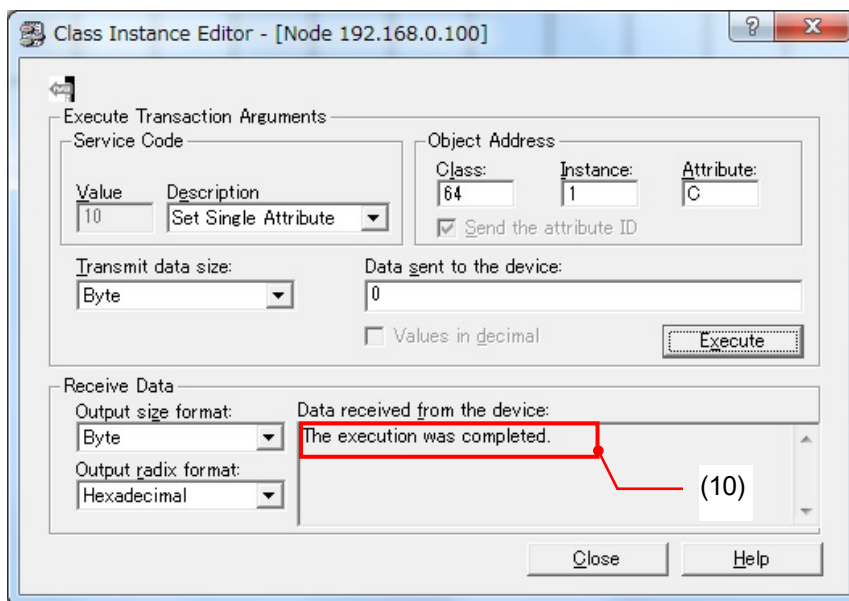 Class Instance Editor - [Node 192.168.0.100]
?
X
Execute Transaction Arguments
Service Code
Value Description
10 Set Single Attribute
Object Address
Class: Instance: Attribute:
64 1 C
Send the attribute ID
Transmit data size:
Byte
Data sent to the device:
0
Values in decimal
Execute
Receive Data
Output size format:
Byte
Output radix format:
Hexadecimal
Data received from the device:
The execution was completed.
(10)
Close Help